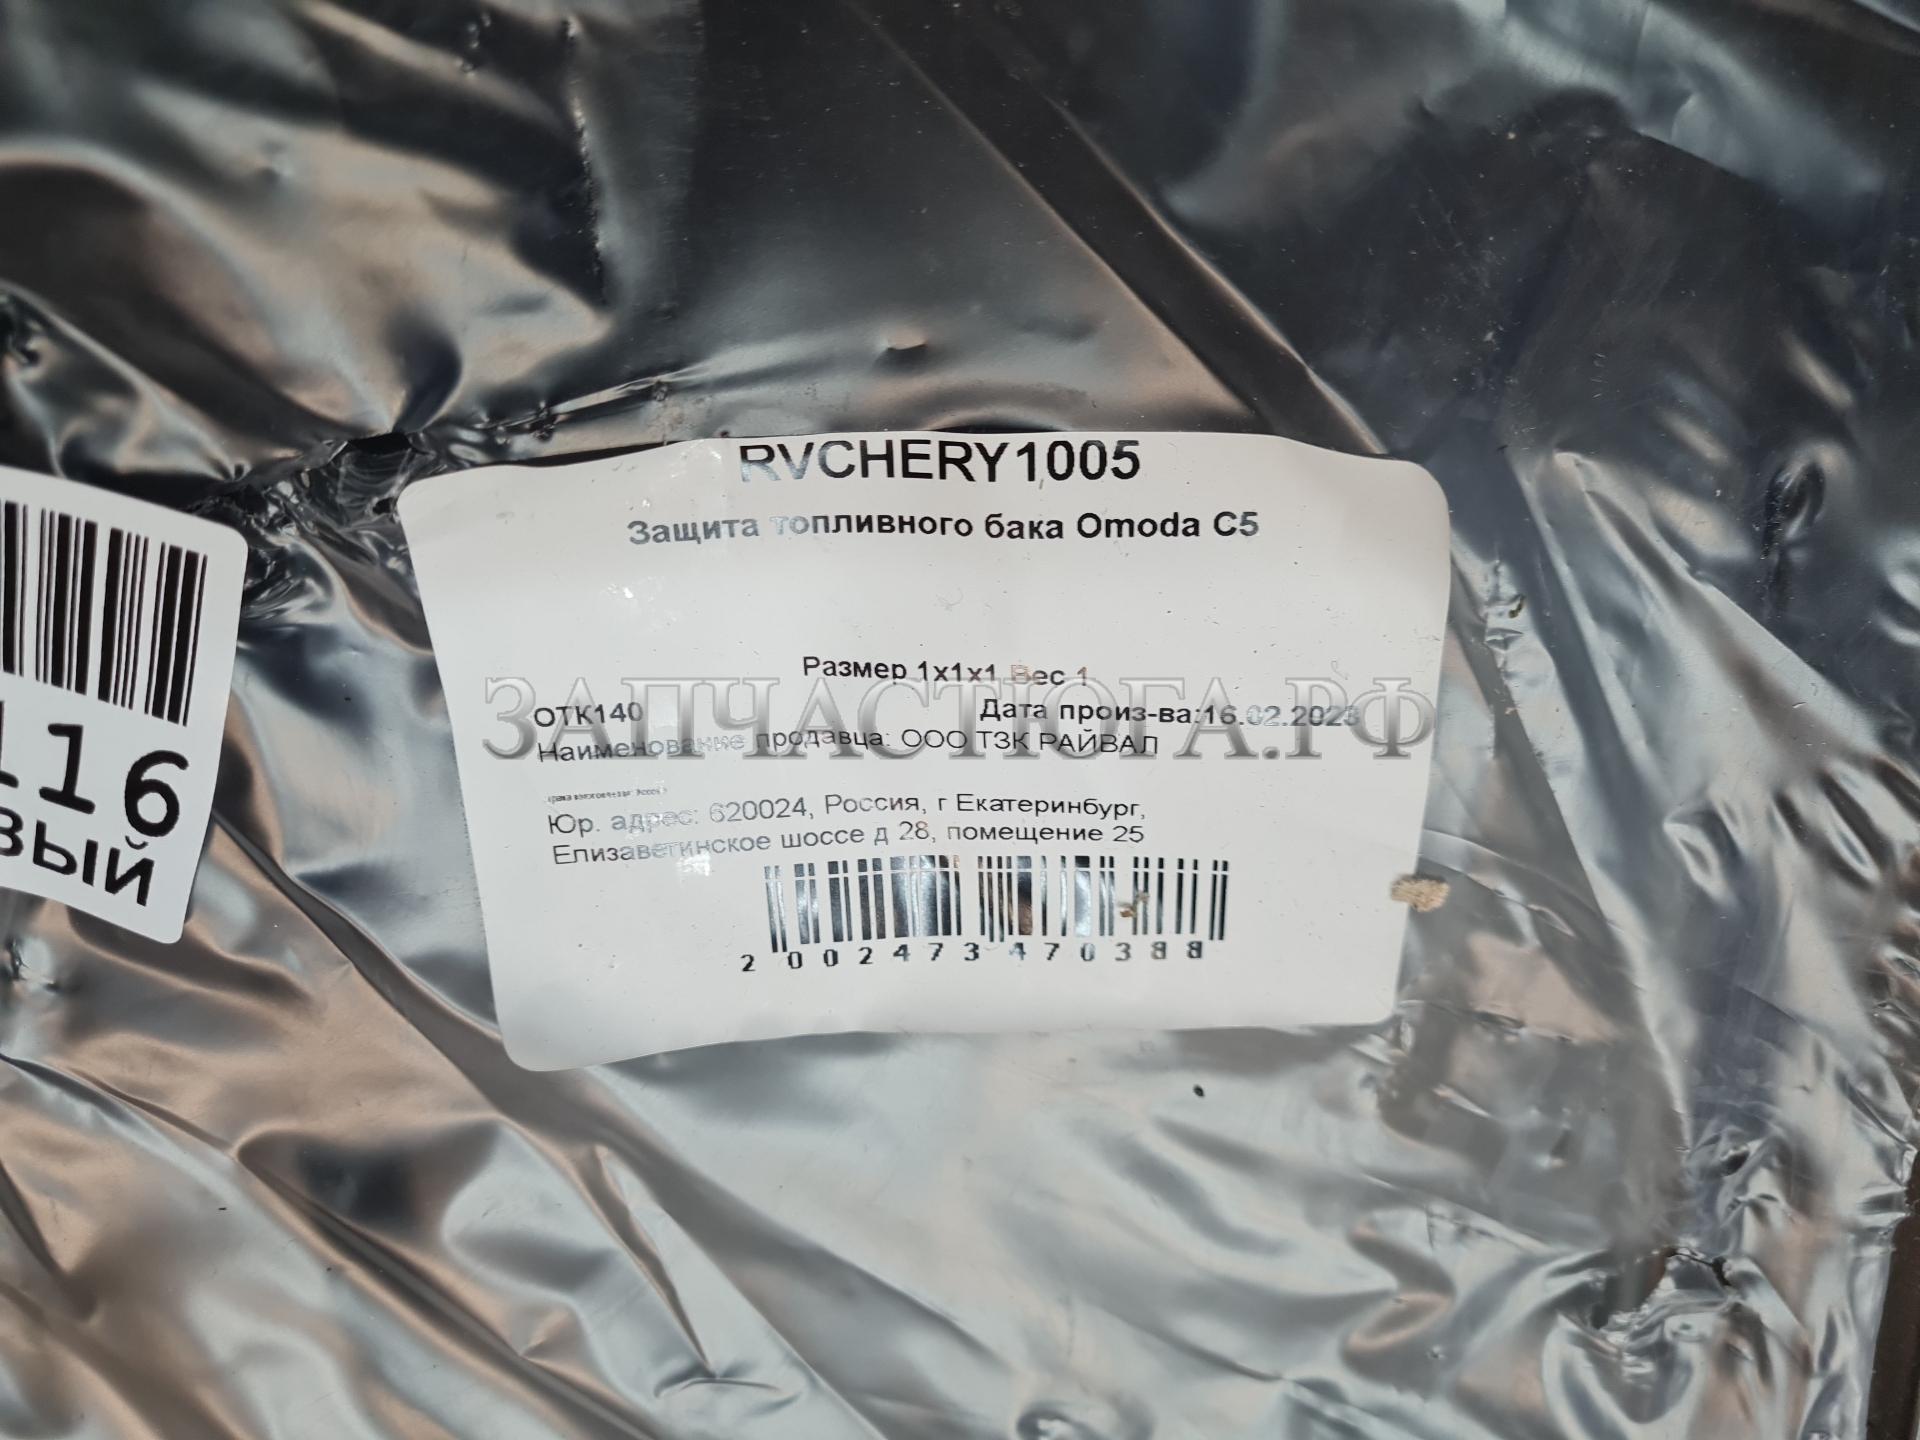 RVCHERY1005
Защита топливного бака Omoda C5
Размер 1x1x1 Вес 1
ОТК140
Дата произ-ва:16.02.2023
Наименование продавца: ООО ТЗК РАЙВАЛ
ЗАПЧАСТЮГА.РФ
Юр. адрес: 620024, Россия, г Екатеринбург,
Елизаветинское шоссе д 28, помещение 25
2002473470388
116
вый